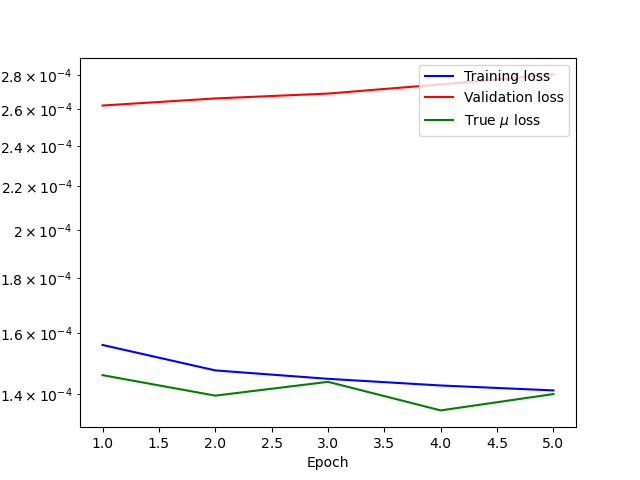 2.8 × 10⁻⁴
2.6 × 10⁻⁴
2.4 × 10⁻⁴
2.2 × 10⁻⁴
2 × 10⁻⁴
1.8 × 10⁻⁴
1.6 × 10⁻⁴
1.4 × 10⁻⁴
Training loss
Validation loss
True μ loss
1.0 1.5 2.0 2.5 3.0 3.5 4.0 4.5 5.0
Epoch